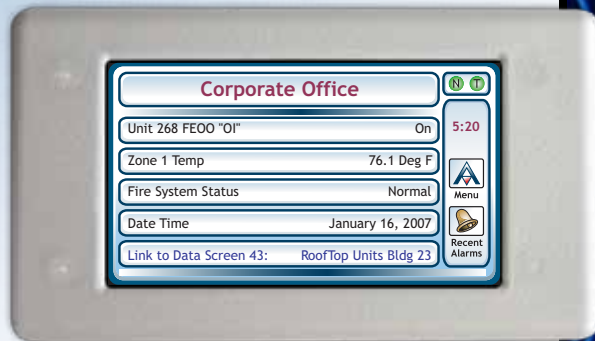 Corporate Office
N T
Unit 268 FEOO "OI" On
5:20
Zone 1 Temp 76.1 Deg F
Fire System Status Normal
Menu
Date Time January 16, 2007
Link to Data Screen 43: RoofTop Units Bldg 23
Recent
Alarms